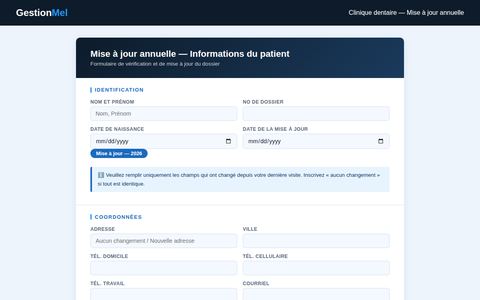 GestionMel
Clinique dentaire — Mise à jour annuelle
Mise à jour annuelle — Informations du patient
Formulaire de vérification et de mise à jour du dossier
IDENTIFICATION
NOM ET PRÉNOM
NO DE DOSSIER
Nom, Prénom
DATE DE NAISSANCE
DATE DE LA MISE À JOUR
mm/dd/yyyy
mm/dd/yyyy
Mise à jour — 2026
ℹ️ Veuillez remplir uniquement les champs qui ont changé depuis votre dernière visite. Inscrivez « aucun changement »
si tout est identique.
COORDONNÉES
ADRESSE
VILLE
Aucun changement / Nouvelle adresse
TÉL. DOMICILE
TÉL. CELLULAIRE
TÉL. TRAVAIL
COURRIEL